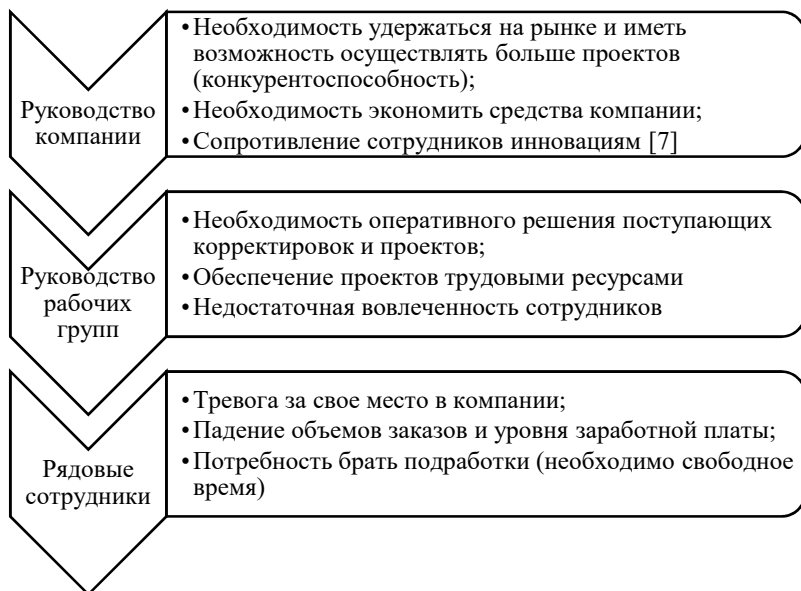 Руководство
компании
•Необходимость удержаться на рынке и иметь
возможность осуществлять больше проектов
(конкурентоспособность);
•Необходимость экономить средства компании;
•Сопротивление сотрудников инновациям [7]
Руководство
рабочих
групп
•Необходимость оперативного решения поступающих
корректировок и проектов;
•Обеспечение проектов трудовыми ресурсами
•Недостаточная вовлеченность сотрудников
Рядовые
сотрудники
•Тревога за свое место в компании;
•Падение объемов заказов и уровня заработной платы;
•Потребность брать подработки (необходимо свободное
время)